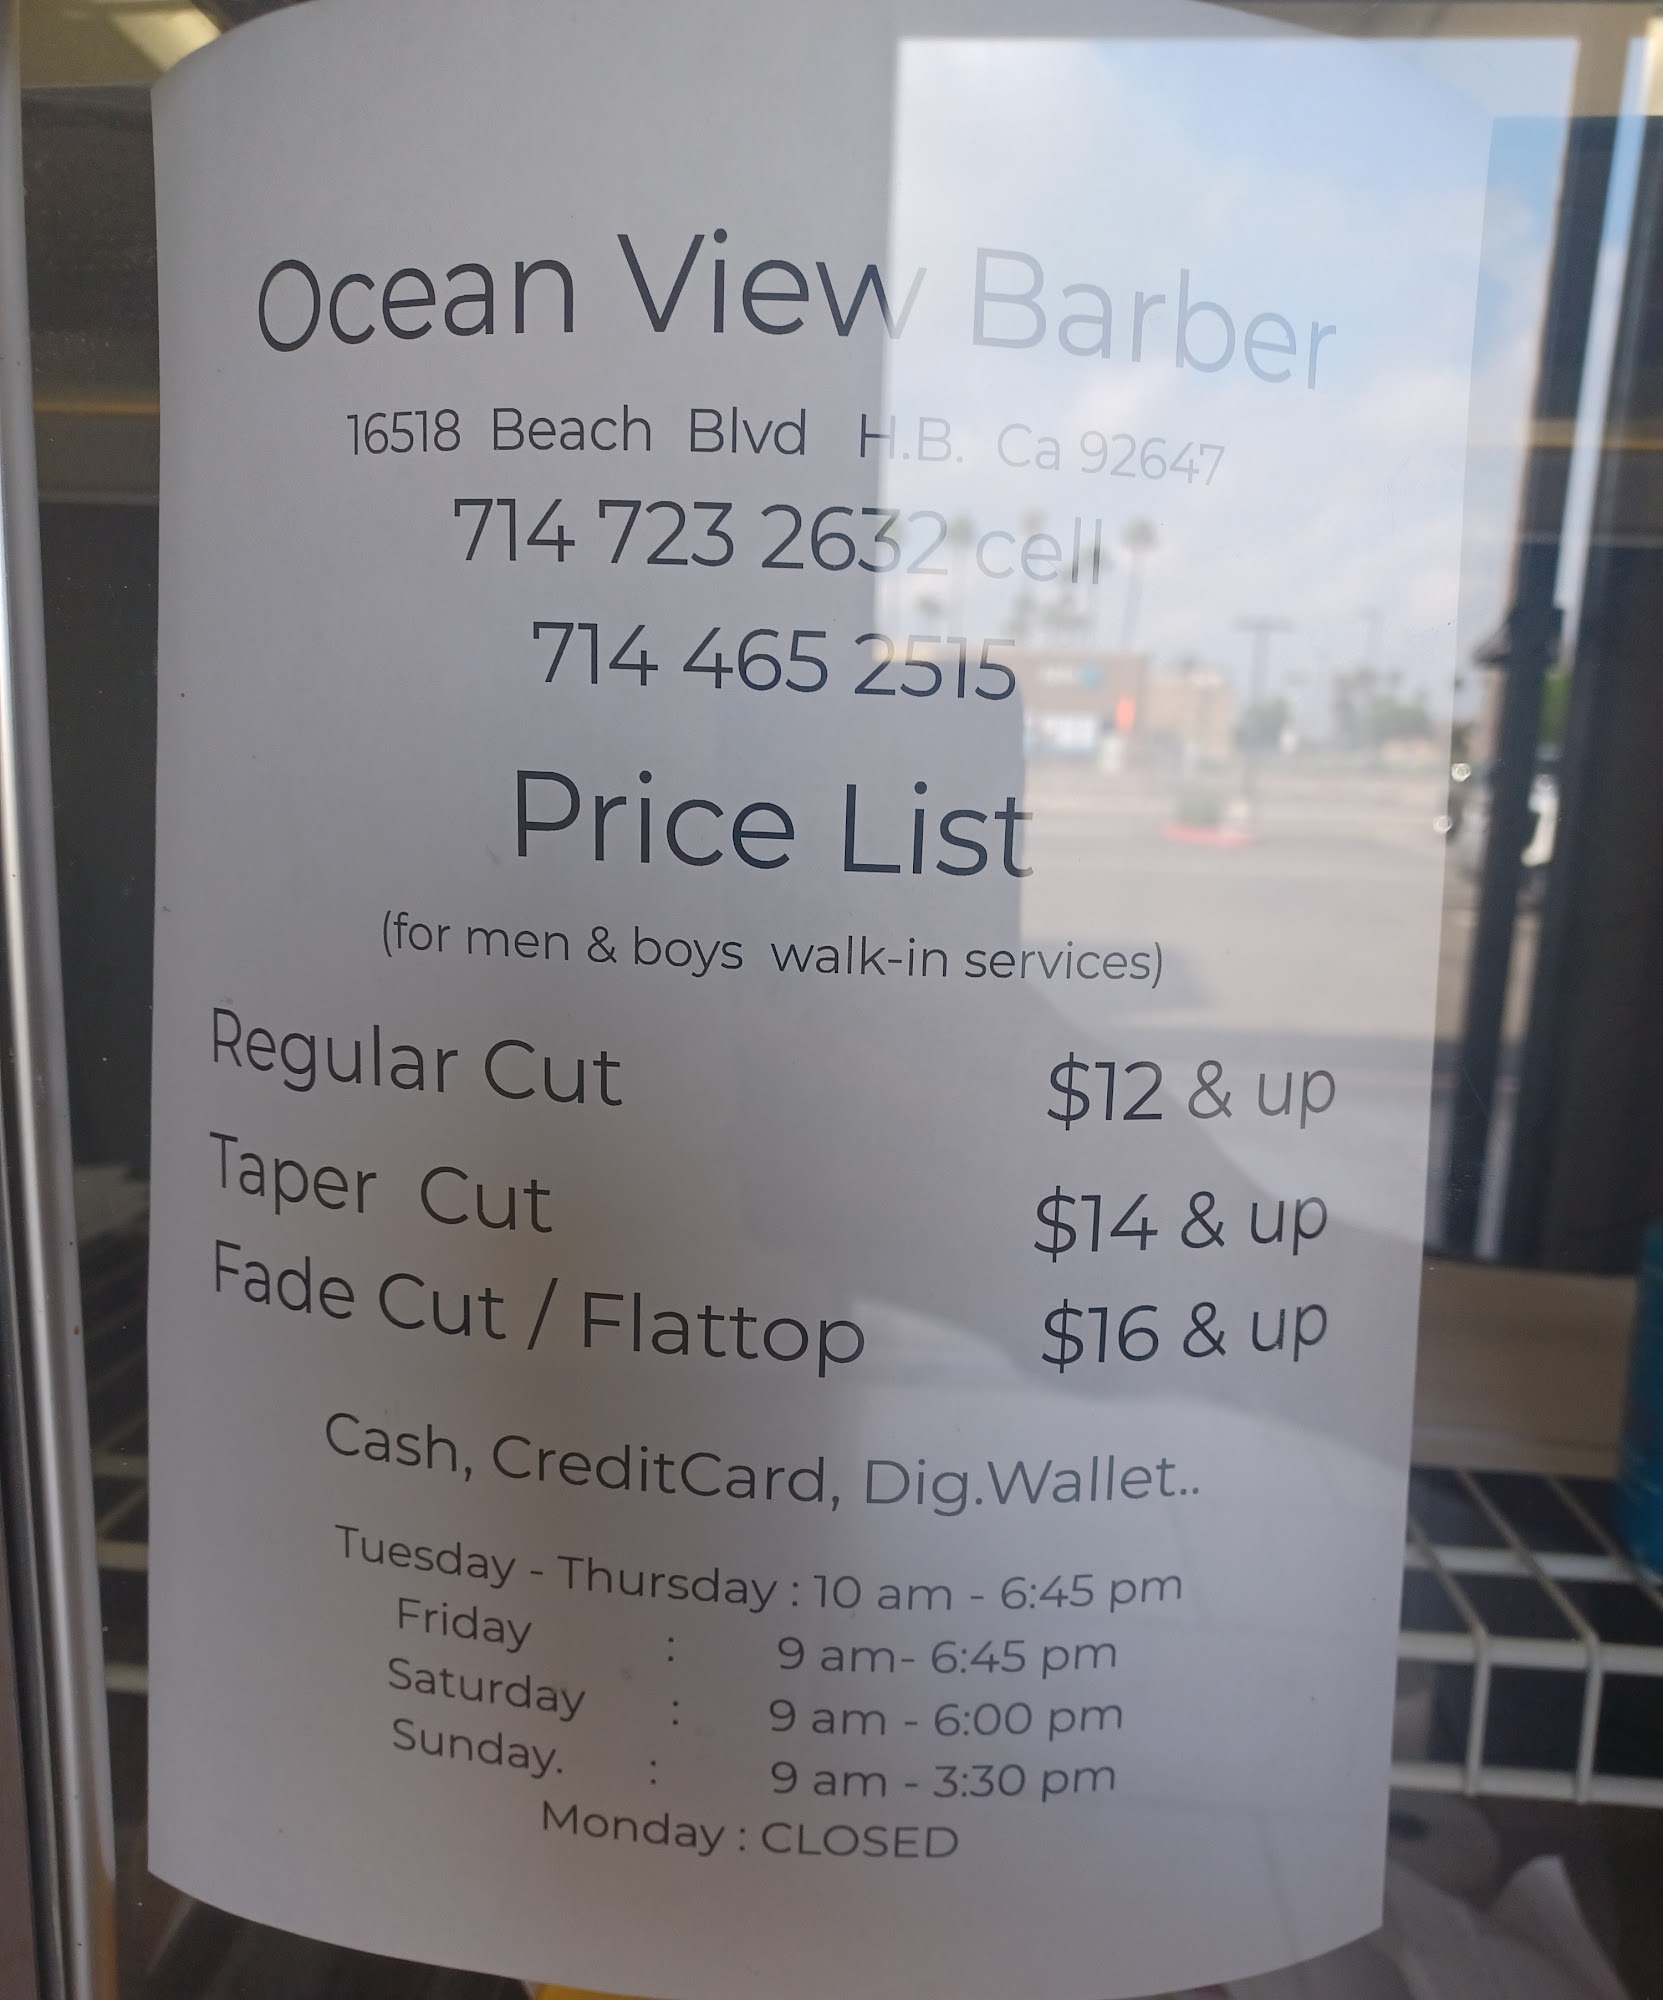 Ocean View Barber
16518 Beach Blvd H.B. Ca 92647
714 723 2632 cell
714 465 2515
Price List
(for men & boys walk-in services)
Regular Cut $12 & up
Taper Cut $14 & up
Fade Cut / Flattop $16 & up
Cash, CreditCard, Dig.Wallet..
Tuesday - Thursday : 10 am - 6:45 pm
Friday : 9 am- 6:45 pm
Saturday : 9 am - 6:00 pm
Sunday. : 9 am - 3:30 pm
Monday : CLOSED